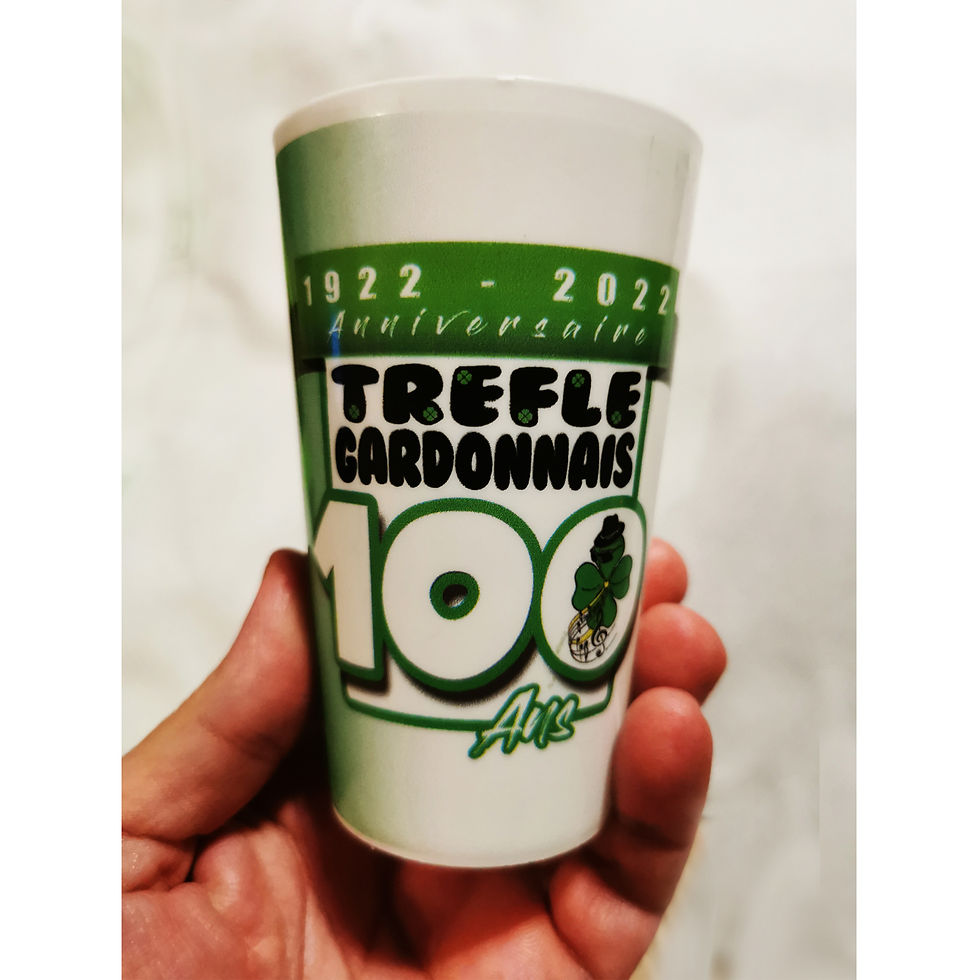 1922 - 2022
Anniversaire
TREFLE
GARDONNAIS
100
Ans